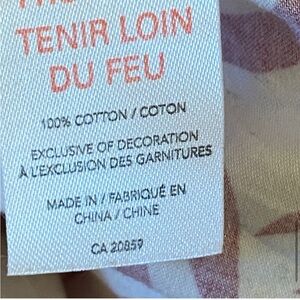 TENIR LOIN
DU FEU
100% COTTON / COTON
EXCLUSIVE OF DECORATION
À L'EXCLUSION DES GARNITURES
MADE IN / FABRIQUÉ EN
CHINA / CHINE
CA 20859